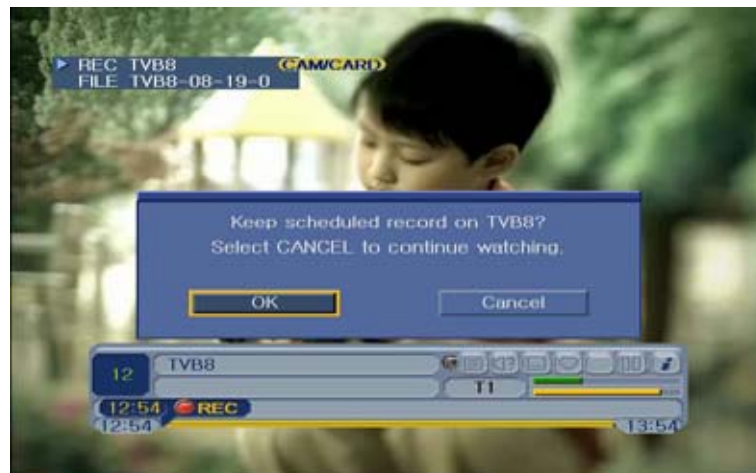 REC TVB8 (CAM/CARD)
FILE TVB8-08-19-0
Keep scheduled record on TVB8?
Select CANCEL to continue watching.
OK
Cancel
12
TVB8
T1
12:54 REC
12:54
13:54